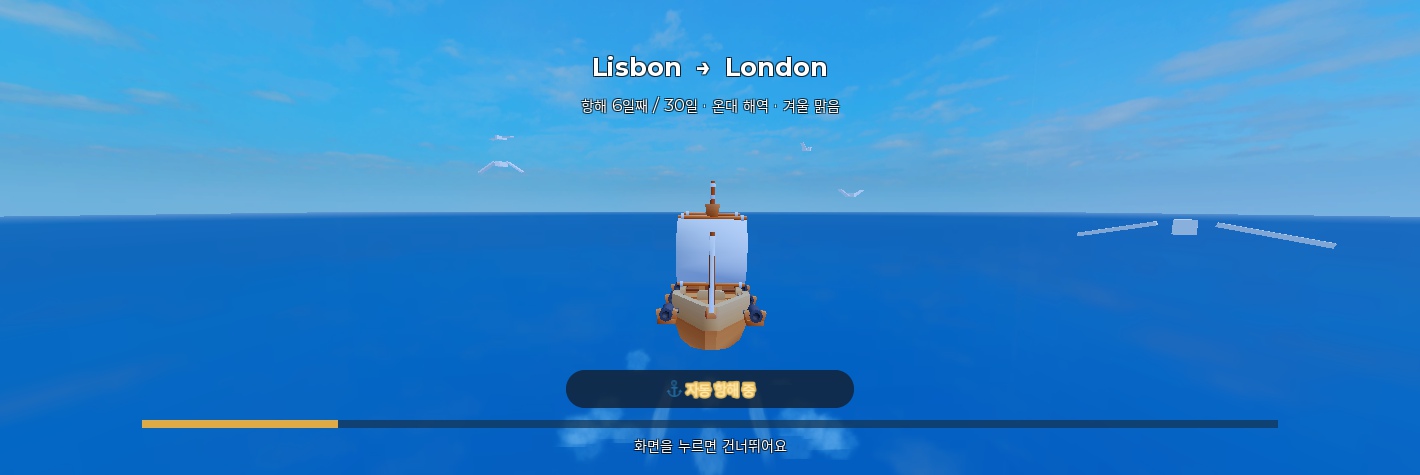 Lisbon → London
항해 6일째 / 30일 · 온대 해역 · 겨울 맑음
⚓ 자동 항해 중
화면을 누르면 건너뛰어요